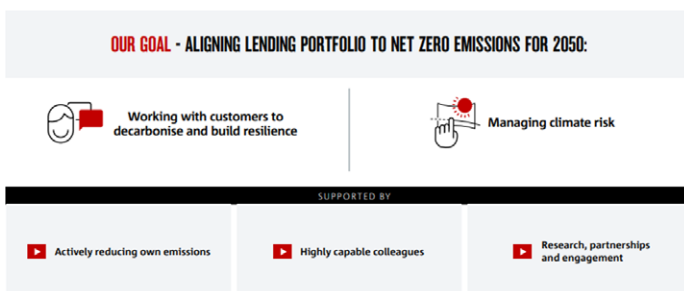 OUR GOAL - ALIGNING LENDING PORTFOLIO TO NET ZERO EMISSIONS FOR 2050:
Working with customers to
decarbonise and build resilience
Managing climate risk
SUPPORTED BY
Actively reducing own emissions
Highly capable colleagues
Research, partnerships
and engagement